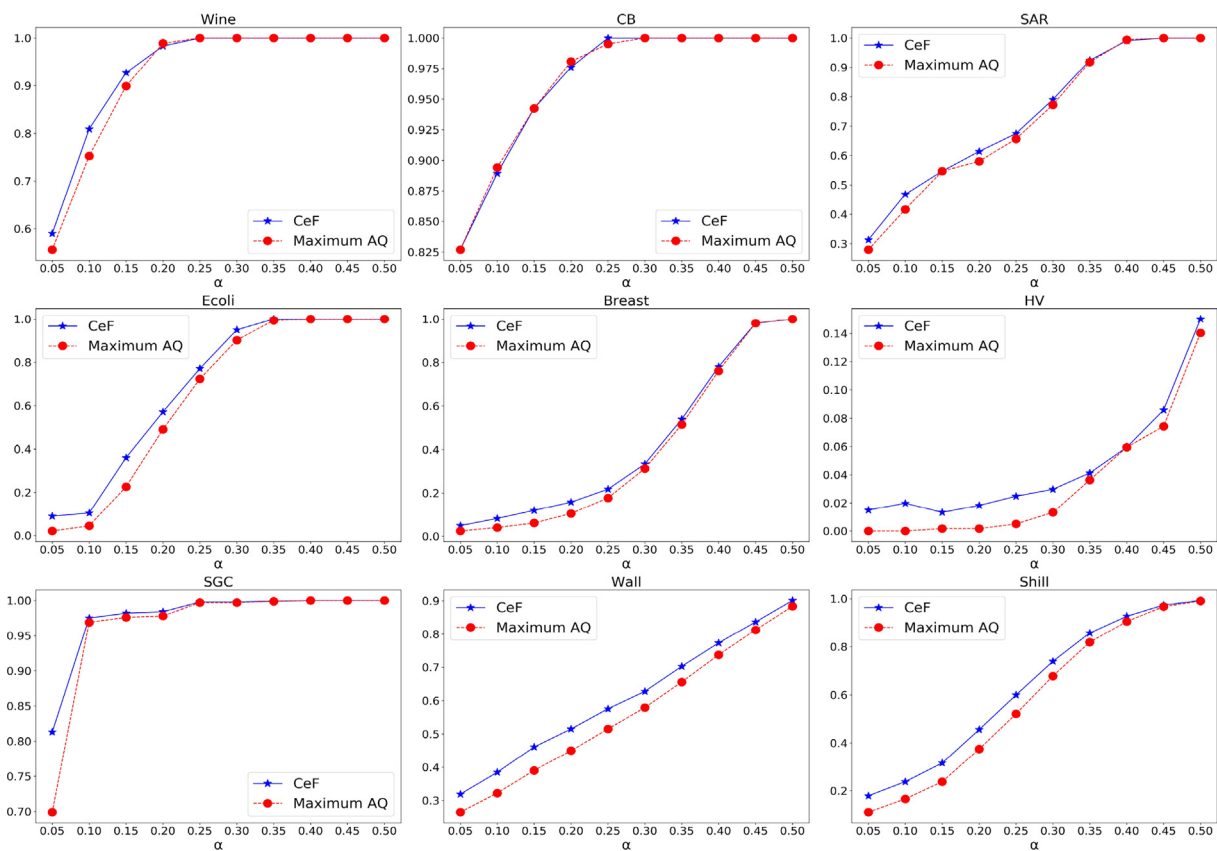 Wine
1.0
0.9
0.8
0.7
0.6
CeF
Maximum AQ
0.05 0.10 0.15 0.20 0.25 0.30 0.35 0.40 0.45 0.50
α
CB
1.000
0.975
0.950
0.925
0.900
0.875
0.850
0.825
CeF
Maximum AQ
0.05 0.10 0.15 0.20 0.25 0.30 0.35 0.40 0.45 0.50
α
SAR
CeF
Maximum AQ
1.0
0.9
0.8
0.7
0.6
0.5
0.4
0.3
0.05 0.10 0.15 0.20 0.25 0.30 0.35 0.40 0.45 0.50
α
Ecoli
CeF
Maximum AQ
1.0
0.8
0.6
0.4
0.2
0.0
0.05 0.10 0.15 0.20 0.25 0.30 0.35 0.40 0.45 0.50
α
Breast
CeF
Maximum AQ
1.0
0.8
0.6
0.4
0.2
0.0
0.05 0.10 0.15 0.20 0.25 0.30 0.35 0.40 0.45 0.50
α
HV
CeF
Maximum AQ
0.14
0.12
0.10
0.08
0.06
0.04
0.02
0.00
0.05 0.10 0.15 0.20 0.25 0.30 0.35 0.40 0.45 0.50
α
SGC
1.00
0.95
0.90
0.85
0.80
0.75
0.70
CeF
Maximum AQ
0.05 0.10 0.15 0.20 0.25 0.30 0.35 0.40 0.45 0.50
α
Wall
CeF
Maximum AQ
0.9
0.8
0.7
0.6
0.5
0.4
0.3
0.05 0.10 0.15 0.20 0.25 0.30 0.35 0.40 0.45 0.50
α
Shill
CeF
Maximum AQ
1.0
0.8
0.6
0.4
0.2
0.05 0.10 0.15 0.20 0.25 0.30 0.35 0.40 0.45 0.50
α